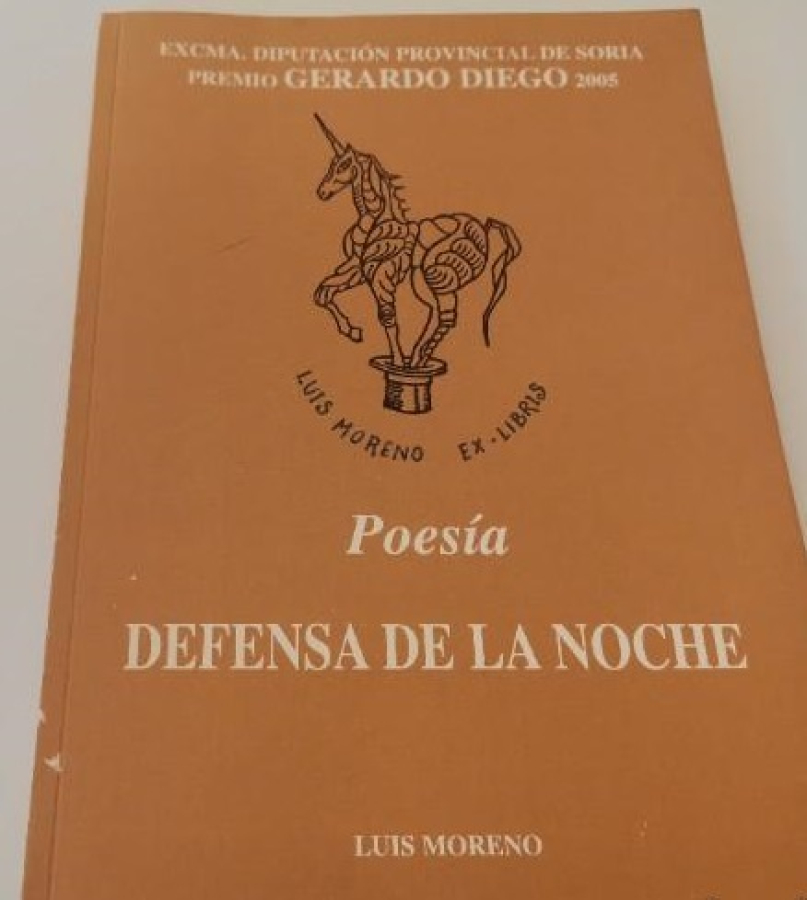 EXCMA. DIPUTACIÓN PROVINCIAL DE SORIA
PREMIO GERARDO DIEGO 2005
LUIS MORENO EX-LIBRIS
Poesía
DEFENSA DE LA NOCHE
LUIS MORENO